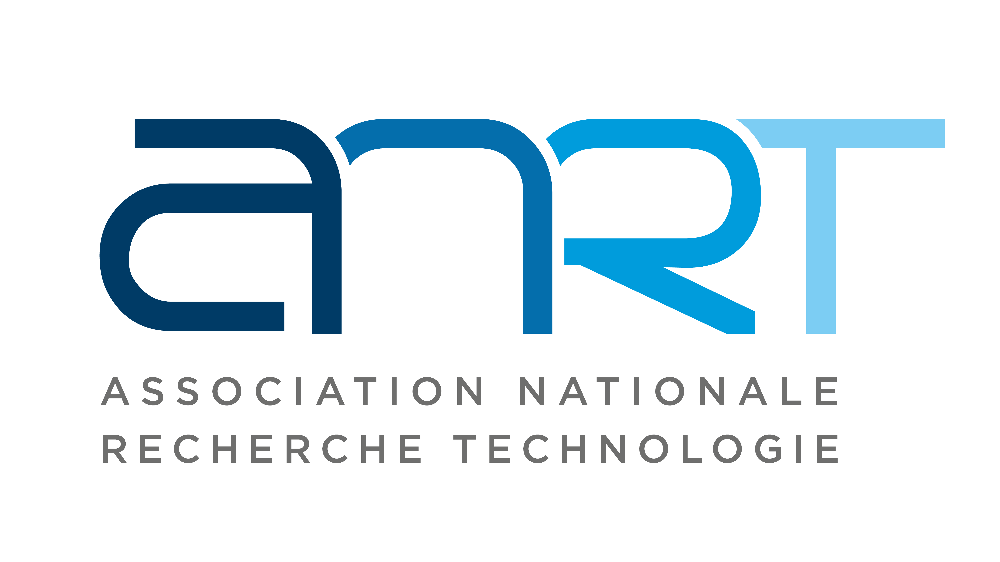 anRT
ASSOCIATION NATIONALE
RECHERCHE TECHNOLOGIE